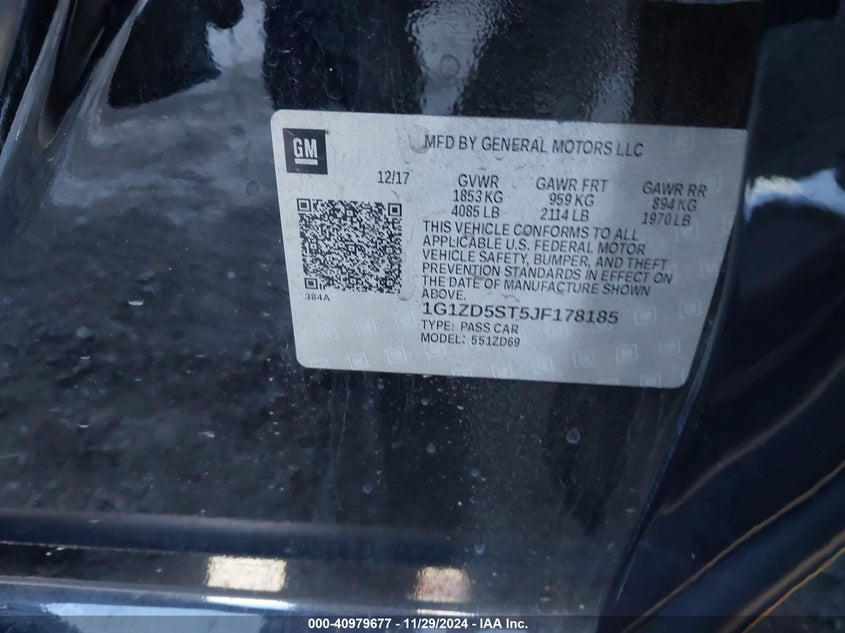 GM
MFD BY GENERAL MOTORS LLC
12/17
GVWR GAWR FRT GAWR RR
1853 KG 959 KG 894 KG
4085 LB 2114 LB 1970 LB
THIS VEHICLE CONFORMS TO ALL
APPLICABLE U.S. FEDERAL MOTOR
VEHICLE SAFETY, BUMPER, AND THEFT
PREVENTION STANDARDS IN EFFECT ON
THE DATE OF MANUFACTURE SHOWN
ABOVE.
384A
1G1ZD5ST5JF178185
TYPE: PASS CAR
MODEL: 551ZD69
000-40979677 - 11/29/2024 - IAA Inc.